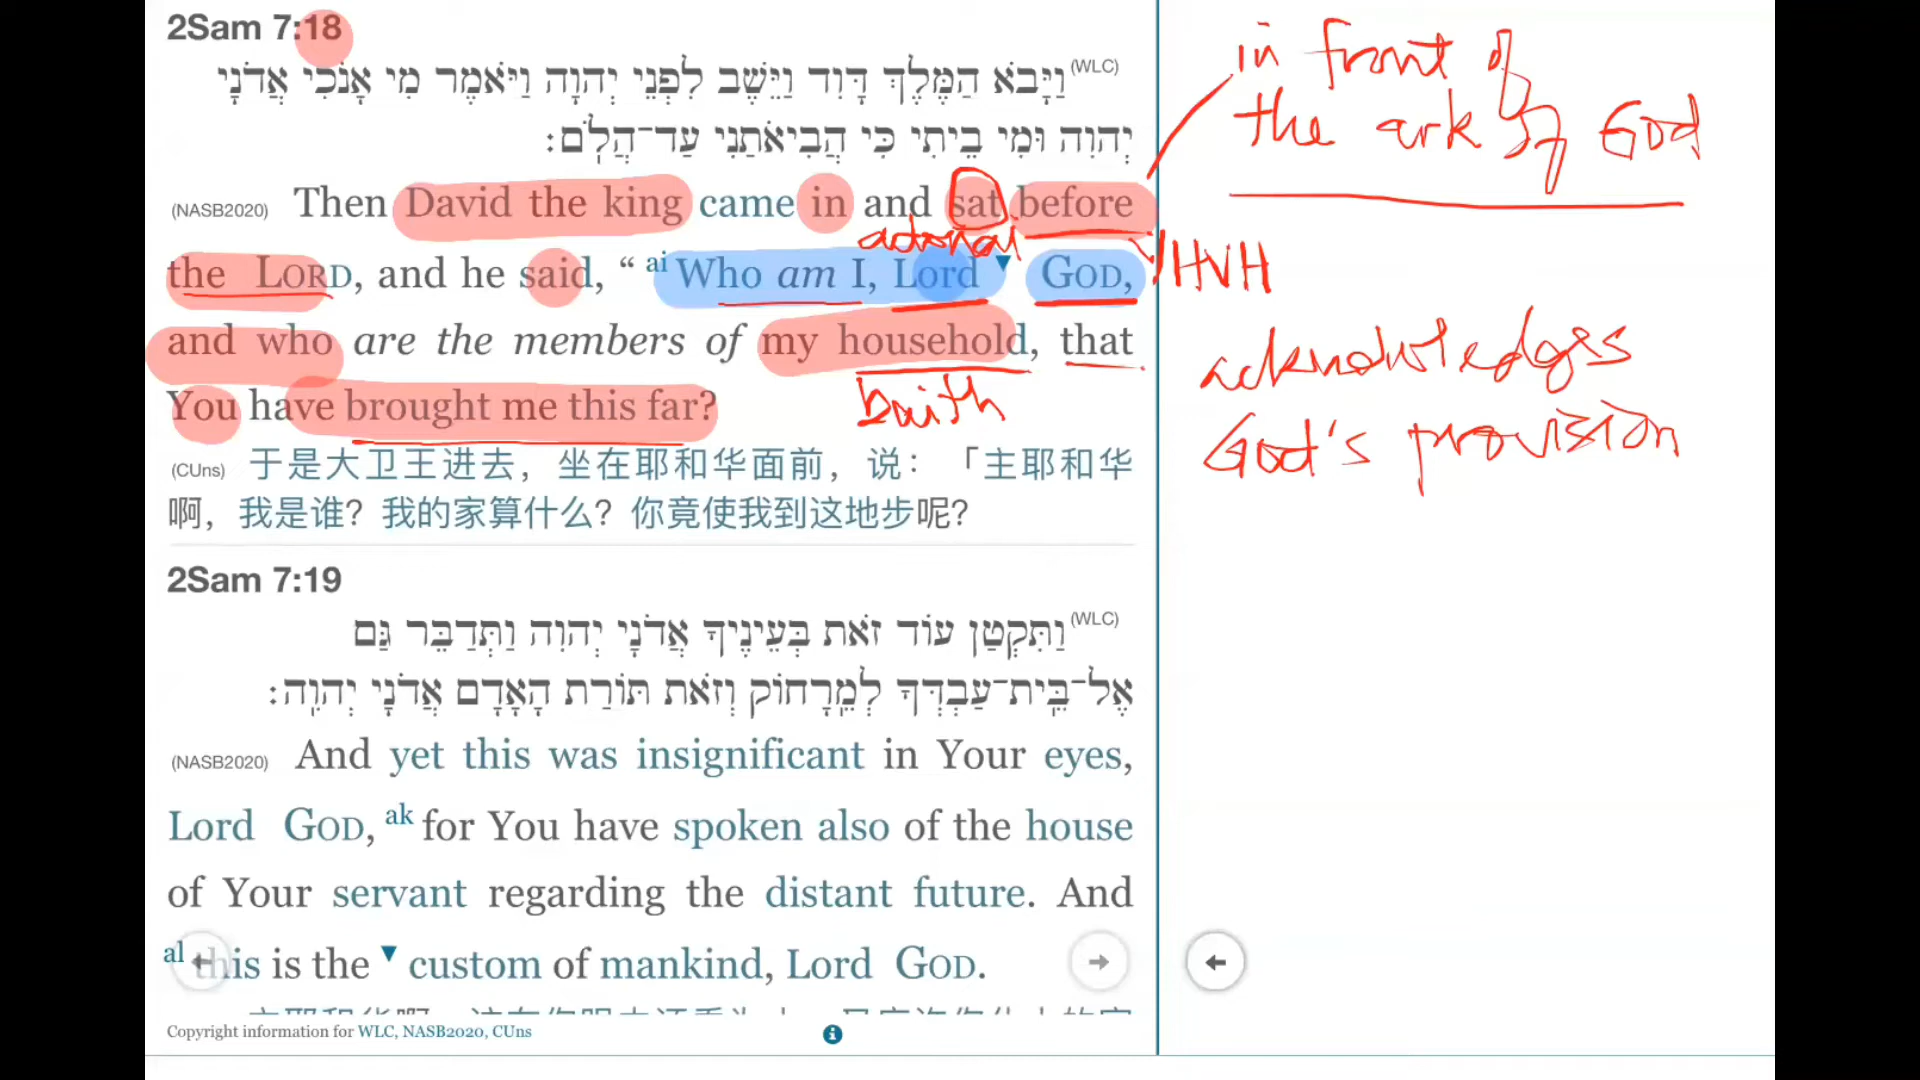 2Sam 7:18
(WLC) וַיָּבֹא הַמֶּלֶךְ דָּוִד וַיֵּשֶׁב לִפְנֵי יְהוָה וַיֹּאמֶר מִי אָנֹכִי אֲדֹנָי
יְהוִה וּמִי בֵיתִי כִּי הֲבִיאֹתַנִי עַד־הֲלֹם׃
(NASB2020) Then David the king came in and sat before
adonai
the LORD, and he said, “ ai Who am I, Lord ▼ GOD,
YHVH
and who are the members of my household, that
You have brought me this far?
baith
(CUns) 于是大卫王进去，坐在耶和华面前，说：「主耶和华
啊，我是谁？我的家算什么？你竟使我到这地步呢？
2Sam 7:19
(WLC) וַתִּקְטַן עוֹד זֹאת בְּעֵינֶיךָ אֲדֹנָי יְהוִה וַתְּדַבֵּר גַּם
אֶל־בֵּית־עַבְדְּךָ לְמֵרָחוֹק וְזֹאת תּוֹרַת הָאָדָם אֲדֹנָי יְהוִה׃
(NASB2020) And yet this was insignificant in Your eyes,
Lord GOD, ak for You have spoken also of the house
of Your servant regarding the distant future. And
al this is the ▼ custom of mankind, Lord GOD.
Copyright information for WLC, NASB2020, CUns
in front of
the ark of God
acknowledges
God's provision